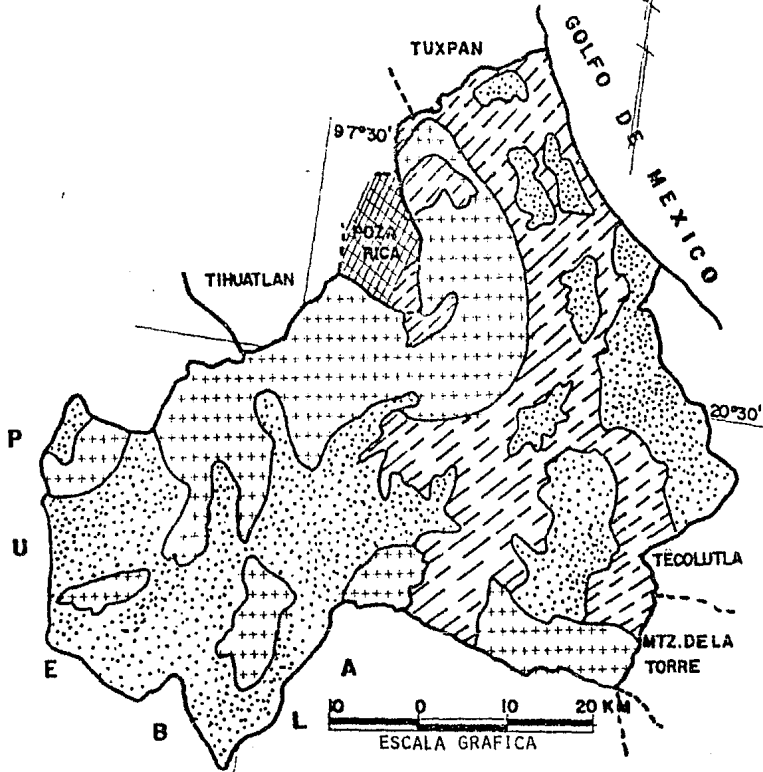 TUXPAN
GOLFO DE MEXICO
97°30'
POZA
RICA
TIHUATLAN
20°30'
PUEBLA
TECOLUTLA
MTZ. DE LA
TORRE
10 0 10 20 KM
ESCALA GRAFICA